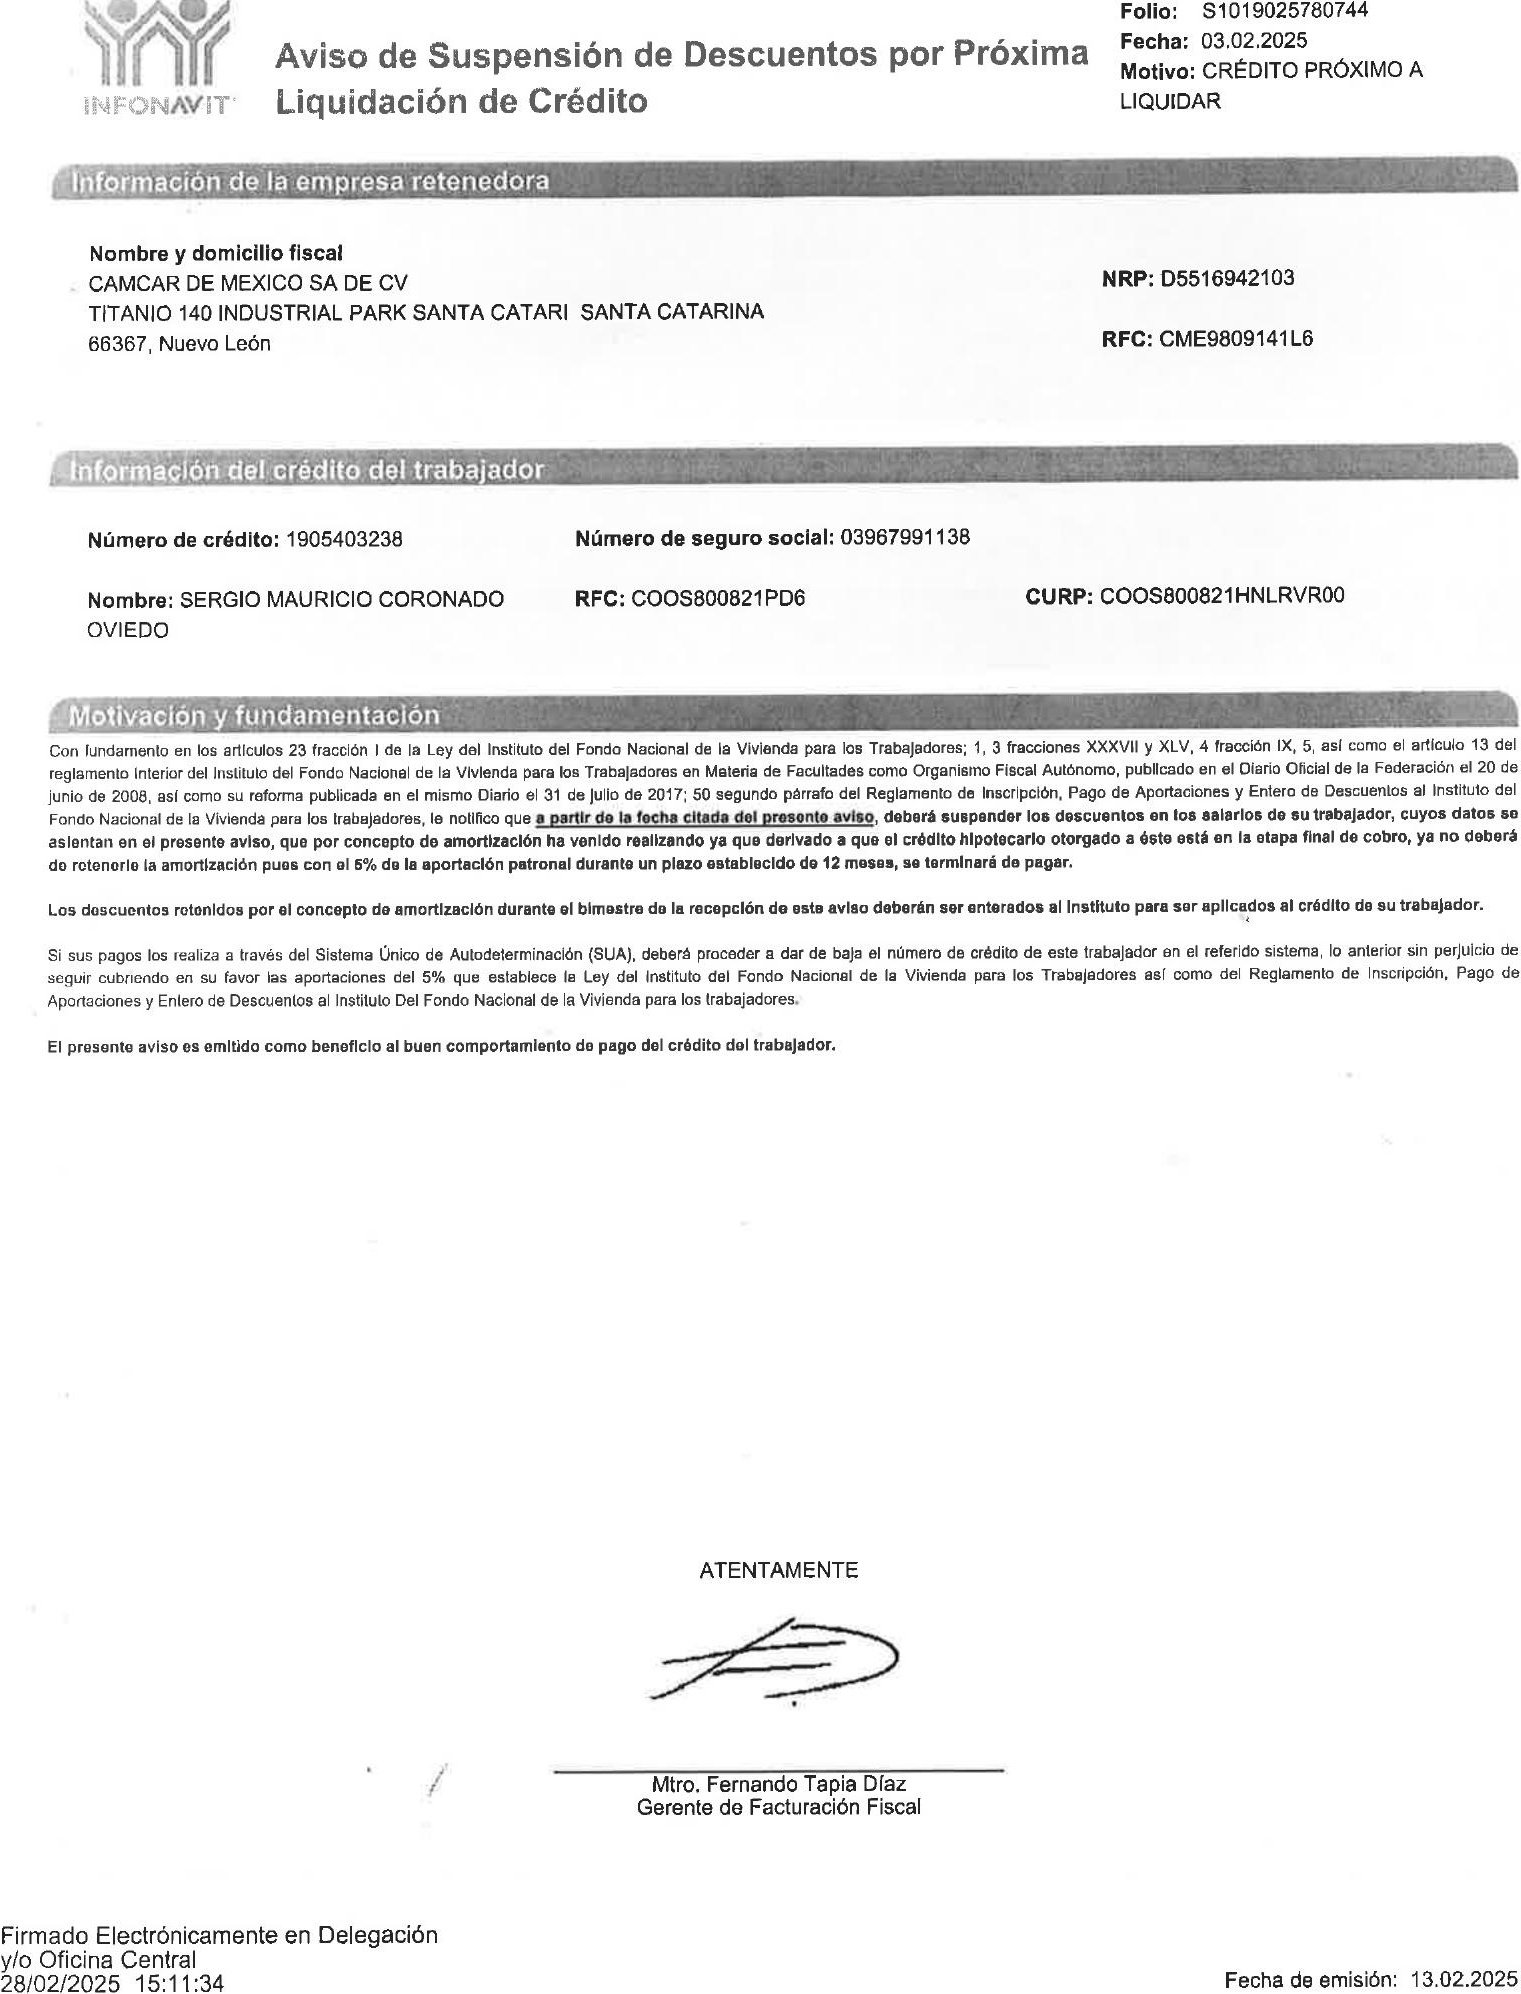 Folio: S1019025780744
Fecha: 03.02.2025
Motivo: CRÉDITO PRÓXIMO A
LIQUIDAR
INFONAVIT
Aviso de Suspensión de Descuentos por Próxima
Liquidación de Crédito
Información de la empresa retenedora
Nombre y domicilio fiscal
CAMCAR DE MEXICO SA DE CV
TITANIO 140 INDUSTRIAL PARK SANTA CATARI SANTA CATARINA
66367, Nuevo León
NRP: D5516942103
RFC: CME9809141L6
Información del crédito del trabajador
Número de crédito: 1905403238 Número de seguro social: 03967991138
Nombre: SERGIO MAURICIO CORONADO RFC: COOS800821PD6 CURP: COOS800821HNLRVR00
OVIEDO
Motivación y fundamentación
Con fundamento en los artículos 23 fracción I de la Ley del Instituto del Fondo Nacional de la Vivienda para los Trabajadores; 1, 3 fracciones XXXVII y XLV, 4 fracción IX, 5, así como el artículo 13 del
reglamento Interior del Instituto del Fondo Nacional de la Vivienda para los Trabajadores en Materia de Facultades como Organismo Fiscal Autónomo, publicado en el Diario Oficial de la Federación el 20 de
junio de 2008, así como su reforma publicada en el mismo Diario el 31 de julio de 2017; 50 segundo párrafo del Reglamento de Inscripción, Pago de Aportaciones y Entero de Descuentos al Instituto del
Fondo Nacional de la Vivienda para los trabajadores, le notifico que a partir de la fecha citada del presente aviso, deberá suspender los descuentos en los salarios de su trabajador, cuyos datos se
asientan en el presente aviso, que por concepto de amortización ha venido realizando ya que derivado a que el crédito hipotecario otorgado a éste está en la etapa final de cobro, ya no deberá
de retenerle la amortización pues con el 5% de la aportación patronal durante un plazo establecido de 12 meses, se terminará de pagar.
Los descuentos retenidos por el concepto de amortización durante el bimestre de la recepción de este aviso deberán ser enterados al Instituto para ser aplicados al crédito de su trabajador.
Si sus pagos los realiza a través del Sistema Único de Autodeterminación (SUA), deberá proceder a dar de baja el número de crédito de este trabajador en el referido sistema, lo anterior sin perjuicio de
seguir cubriendo en su favor las aportaciones del 5% que establece la Ley del Instituto del Fondo Nacional de la Vivienda para los Trabajadores así como del Reglamento de Inscripción, Pago de
Aportaciones y Entero de Descuentos al Instituto Del Fondo Nacional de la Vivienda para los trabajadores.
El presente aviso es emitido como beneficio al buen comportamiento de pago del crédito del trabajador.
ATENTAMENTE
Mtro. Fernando Tapia Díaz
Gerente de Facturación Fiscal
Firmado Electrónicamente en Delegación
y/o Oficina Central
28/02/2025 15:11:34
Fecha de emisión: 13.02.2025